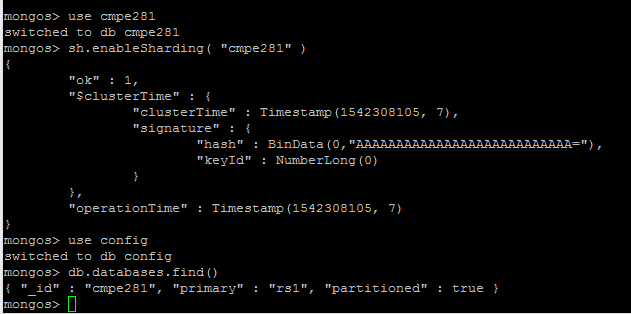 mongos> use cmpe281
switched to db cmpe281
mongos> sh.enableSharding( "cmpe281" )
{
        "ok" : 1,
        "$clusterTime" : {
                "clusterTime" : Timestamp(1542308105, 7),
                "signature" : {
                        "hash" : BinData(0,"AAAAAAAAAAAAAAAAAAAAAAAAAAA="),
                        "keyId" : NumberLong(0)
                }
        },
        "operationTime" : Timestamp(1542308105, 7)
}
mongos> use config
switched to db config
mongos> db.databases.find()
{ "_id" : "cmpe281", "primary" : "rs1", "partitioned" : true }
mongos>